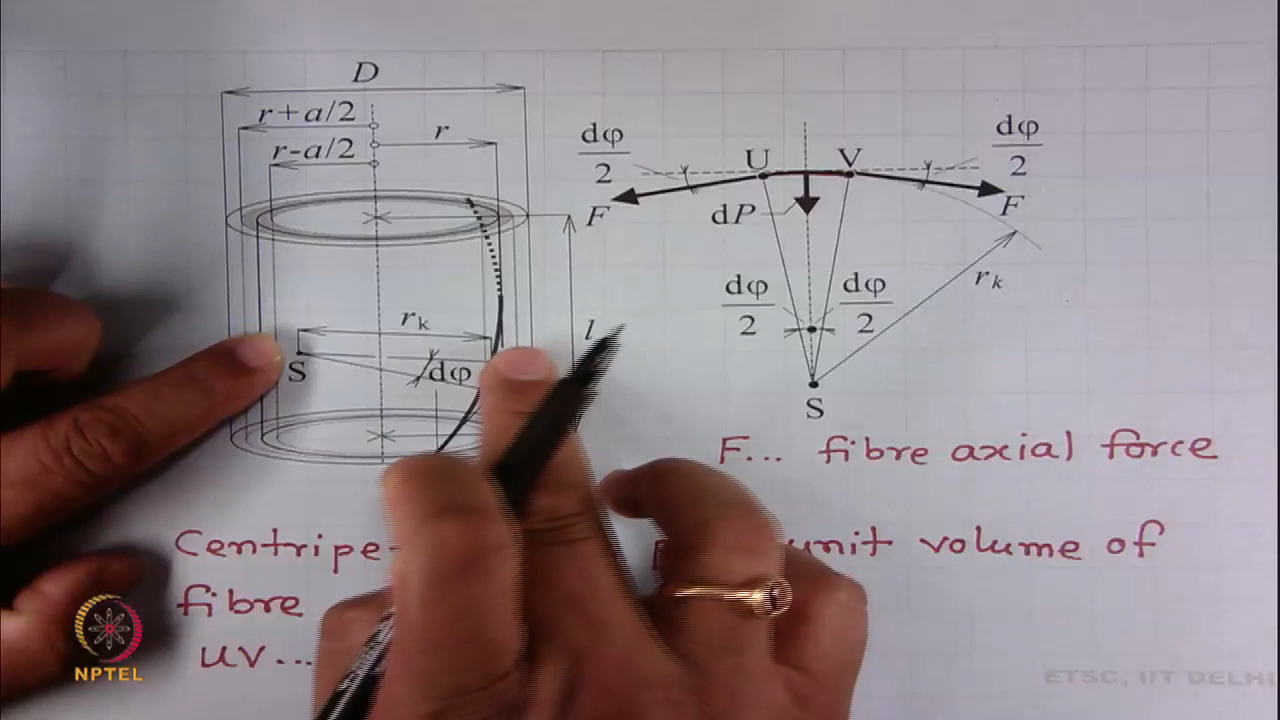 D
r+a/2
r
r-a/2
dφ/2
U
V
dφ/2
F
dP
F
r_k
dφ/2
dφ/2
r_k
l
S
dφ
S
F... fibre axial force
unit volume of
fibre
UV...
NPTEL
ETSC, IIT DELHI